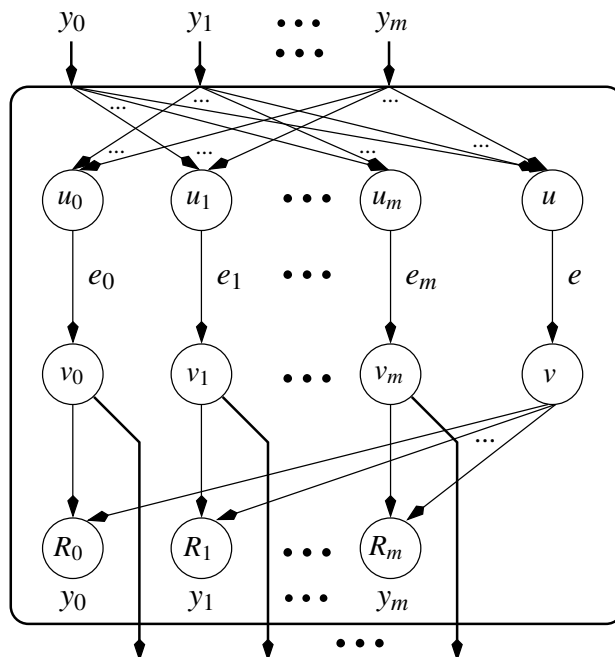 y₀ y₁ ••• yₘ
•••
... ... ...
... ... ... ...
u₀ u₁ ••• uₘ u
e₀ e₁ ••• eₘ e
v₀ v₁ ••• vₘ v
...
R₀ R₁ ••• Rₘ
y₀ y₁ ••• yₘ
•••